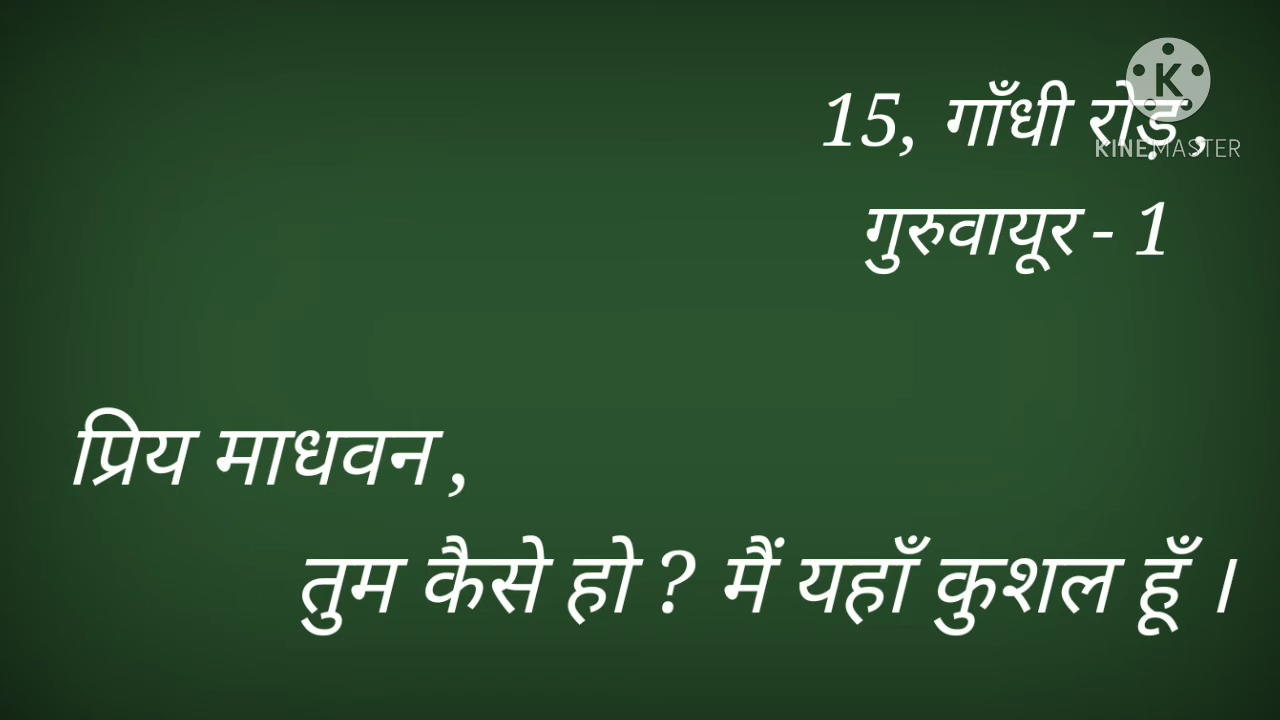 15, गाँधी रोड़,
KINEMASTER
गुरुवायूर - 1
प्रिय माधवन ,
तुम कैसे हो ? मैं यहाँ कुशल हूँ ।